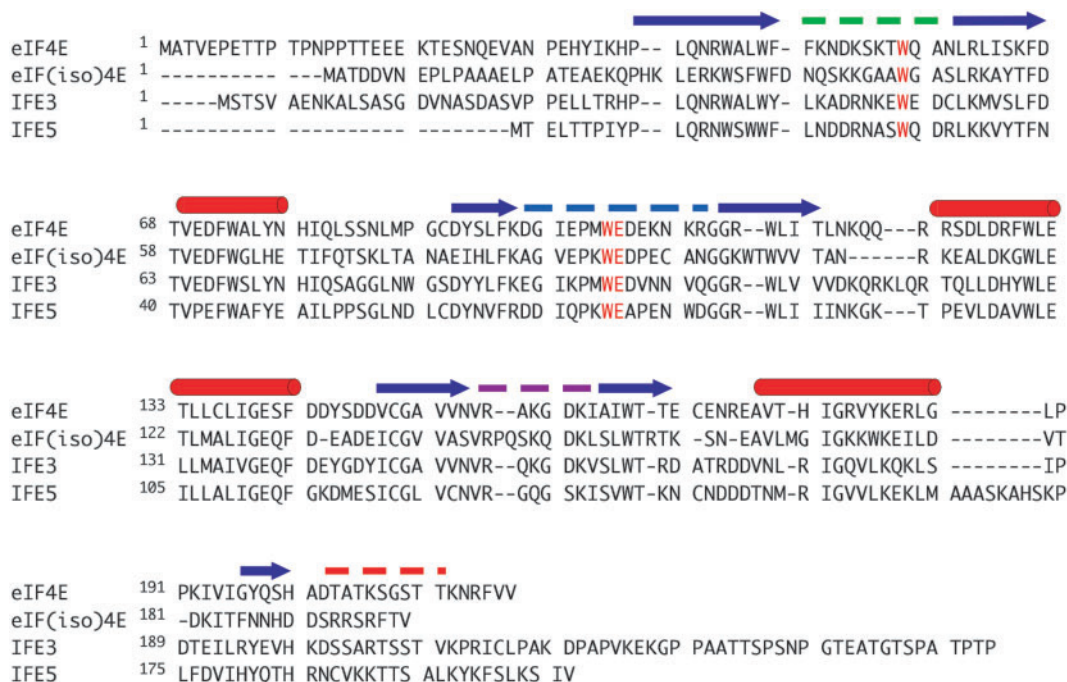 eIF4E 1 MATVEPETTP TPNPPTTEEE KTESNQEVAN PEHYIKHP-- LQNRWALWF- FKNDKSKTWQ ANLRLISKFD
eIF(iso)4E 1 ---------- -----MATDDVN EPLPAAAELP ATEAEKQPHK LERKWSFWFD NQSKKGAAWG ASLRKAYTFD
IFE3 1 -----MSTSV AENKALSASG DVNASDASVP PELLTRHP-- LQNRWALWY- LKADRNKEWE DCLKMVSLFD
IFE5 1 ---------- ---------- --------MT ELTTPIYP-- LQRNWSWWF- LNDDRNASWQ DRLKKVYTFN
eIF4E 68 TVEDFWALYN HIQLSSNLMP GCDYSLFKDG IEPMWEDEKN KRGGR--WLI TLNKQQ---R RSDLDRFWLE
eIF(iso)4E 58 TVEDFWGLHE TIFQTSKLTA NAEIHLFKAG VEPKWEDPEC ANGGKWTWVV TAN------R KEALDKGWLE
IFE3 63 TVEDFWSLYN HIQSAGGLNW GSDYYLFKEG IKPMWEDVNN VQGGR--WLV VVDKQRKLQR TQLLDHYWLE
IFE5 40 TVPEFWAFYE AILPPSGLND LCDYNVFRDD IQPKWEAPEN WDGGR--WLI IINKGK---T PEVLDAVWLE
eIF4E 133 TLLCLIGESF DDYSDDVCGA VVNVR--AKG DKIAIWT-TE CENREAVT-H IGRVYKERLG --------LP
eIF(iso)4E 122 TLMALIGEQF D-EADEICGV VASVRPQSKQ DKLSLWTRTK -SN-EAVLMG IGKKWKEILD --------VT
IFE3 131 LLMAIVGEQF DEYGDYICGA VVNVR--QKG DKVSLWT-RD ATRDDVNL-R IGQVLKQKLS --------IP
IFE5 105 ILLALIGEQF GKDMESICGL VCNVR--GQG SKISVWT-KN CNDDDTNM-R IGVVLKEKLM AAASKAHSKP
eIF4E 191 PKIVIGYQSH ADTATKSGST TKNRFVV
eIF(iso)4E 181 -DKITFNNHD DSRRSRFTV
IFE3 189 DTEILRYEVH KDSSARTSST VKPRICLPAK DPAPVKEKGP PAATTSPSNP GTEATGTSPA TPTP
IFE5 175 LFDVIHYQTH RNCVKKTTS ALKYKFSLKS IV